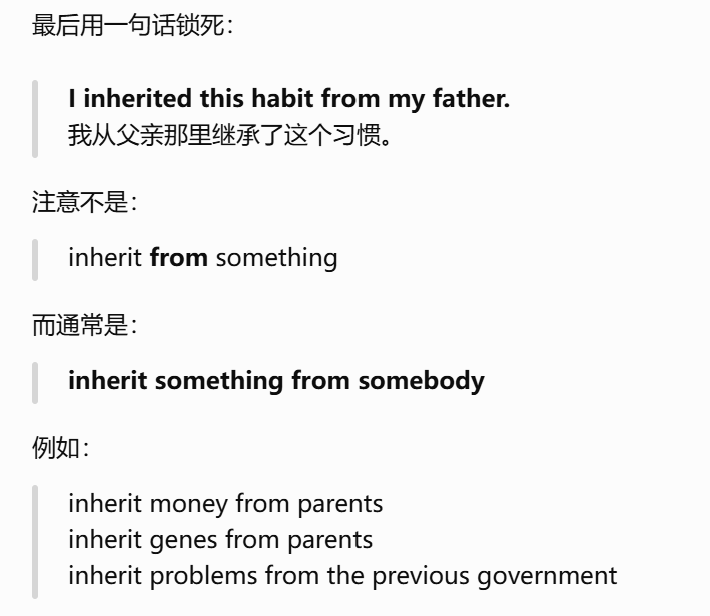 最后用一句话锁死：
I inherited this habit from my father.
我从父亲那里继承了这个习惯。
注意不是：
inherit from something
而通常是：
inherit something from somebody
例如：
inherit money from parents
inherit genes from parents
inherit problems from the previous government